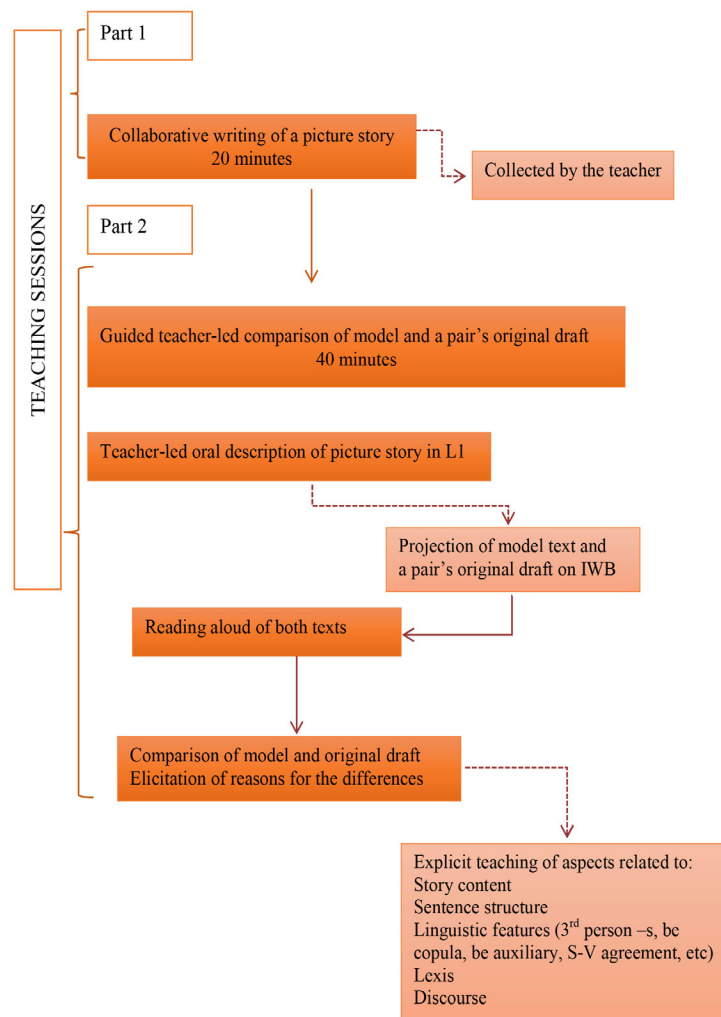 TEACHING SESSIONS
Part 1
Collaborative writing of a picture story
20 minutes
Collected by the teacher
Part 2
Guided teacher-led comparison of model and a pair’s original draft
40 minutes
Teacher-led oral description of picture story in L1
Projection of model text and
a pair’s original draft on IWB
Reading aloud of both texts
Comparison of model and original draft
Elicitation of reasons for the differences
Explicit teaching of aspects related to:
Story content
Sentence structure
Linguistic features (3rd person –s, be
copula, be auxiliary, S-V agreement, etc)
Lexis
Discourse